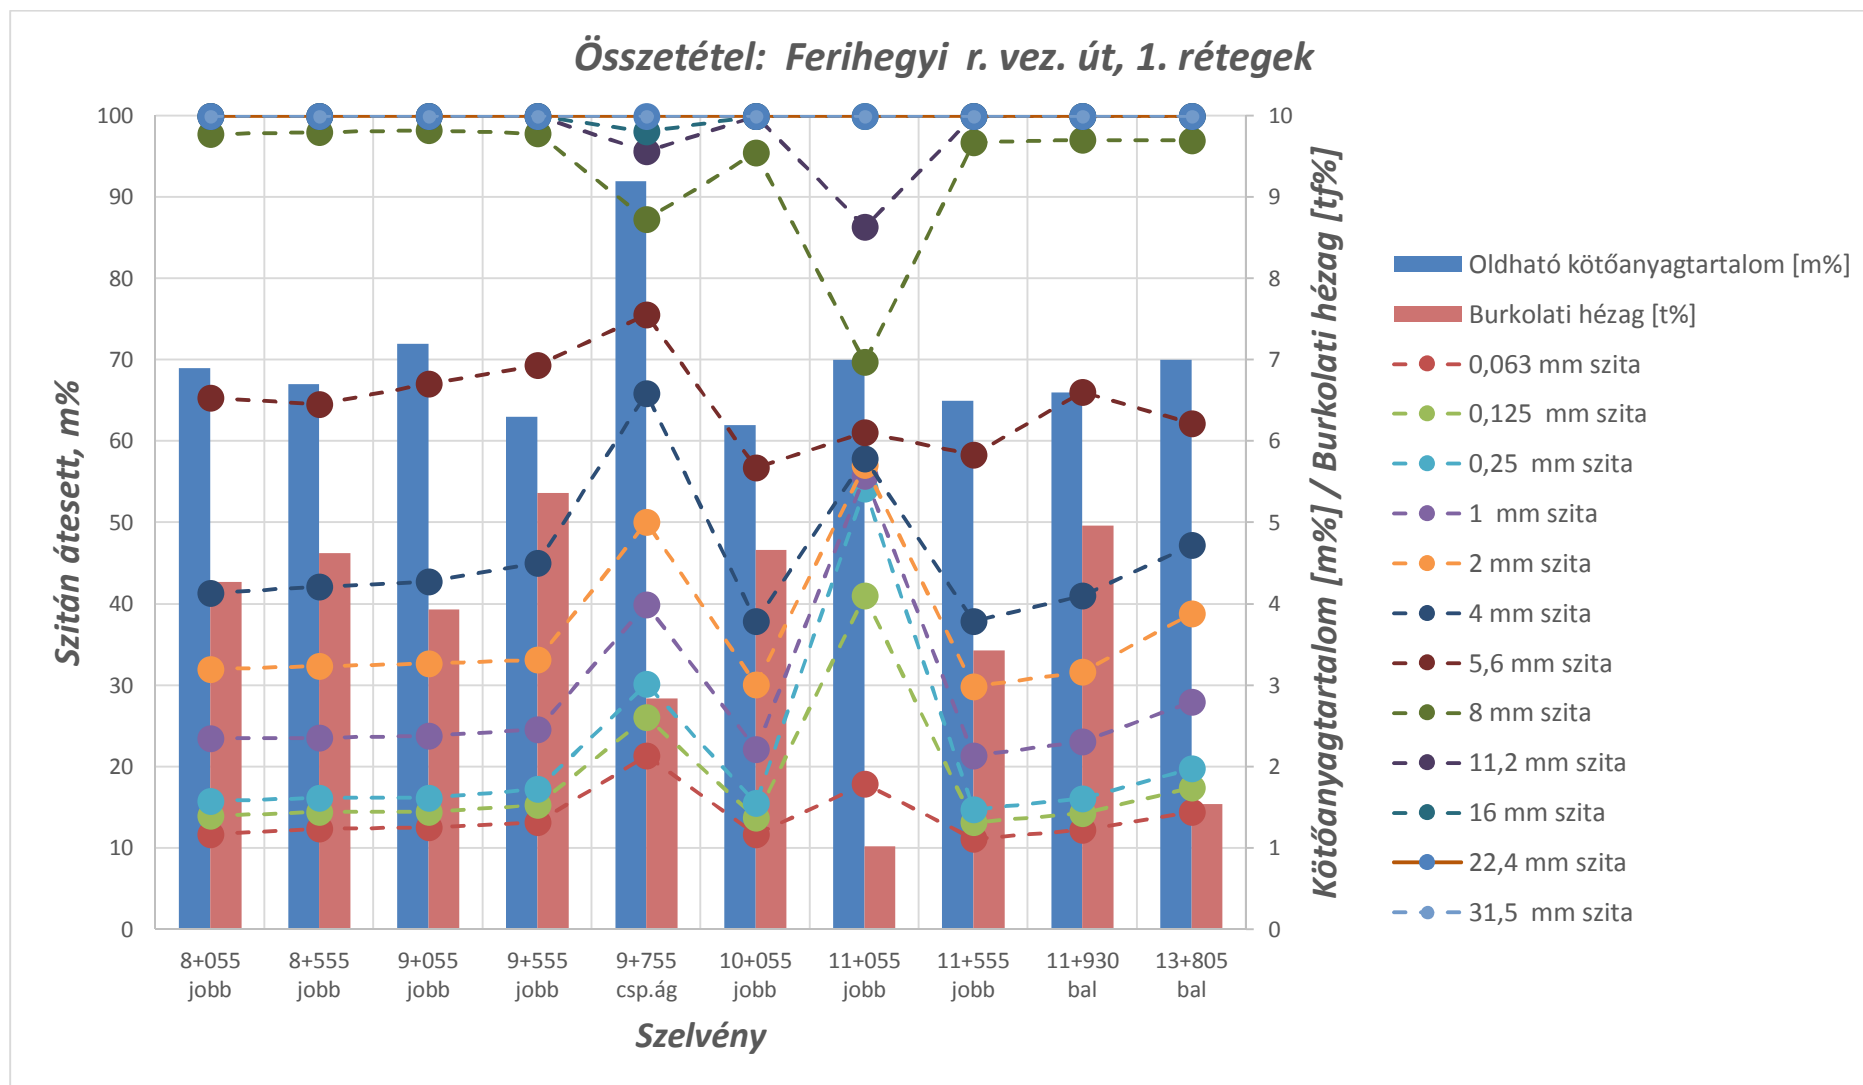 Összetétel: Ferihegyi r. vez. út, 1. rétegek
Szitán átesett, m%
100
90
80
70
60
50
40
30
20
10
0
10
9
8
7
6
5
4
3
2
1
0
Kötőanyagtartalom [m%] / Burkolati hézag [tf%]
8+055 jobb
8+555 jobb
9+055 jobb
9+555 jobb
9+755 csp.ág
10+055 jobb
11+055 jobb
11+555 jobb
11+930 bal
13+805 bal
Szelvény
Oldható kötőanyagtartalom [m%]
Burkolati hézag [t%]
0,063 mm szita
0,125 mm szita
0,25 mm szita
1 mm szita
2 mm szita
4 mm szita
5,6 mm szita
8 mm szita
11,2 mm szita
16 mm szita
22,4 mm szita
31,5 mm szita